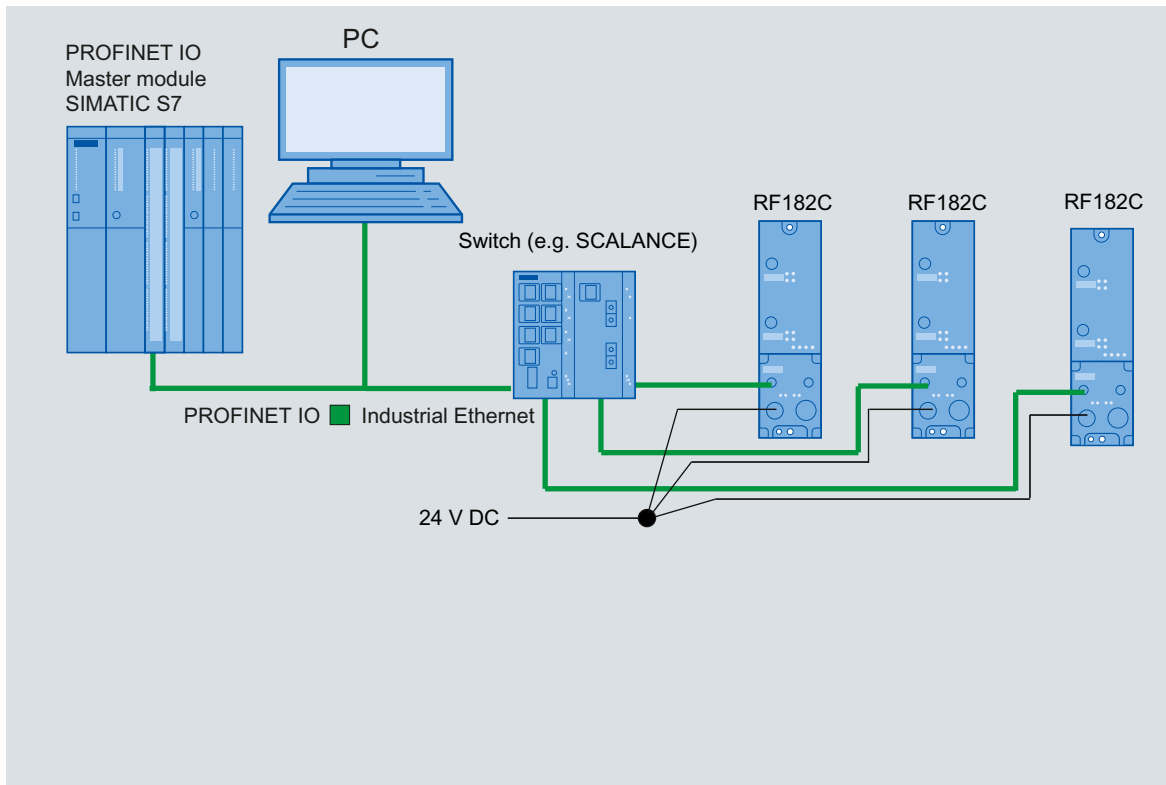 PROFINET IO
Master module
SIMATIC S7
PC
Switch (e.g. SCALANCE)
RF182C
RF182C
RF182C
PROFINET IO Industrial Ethernet
24 V DC